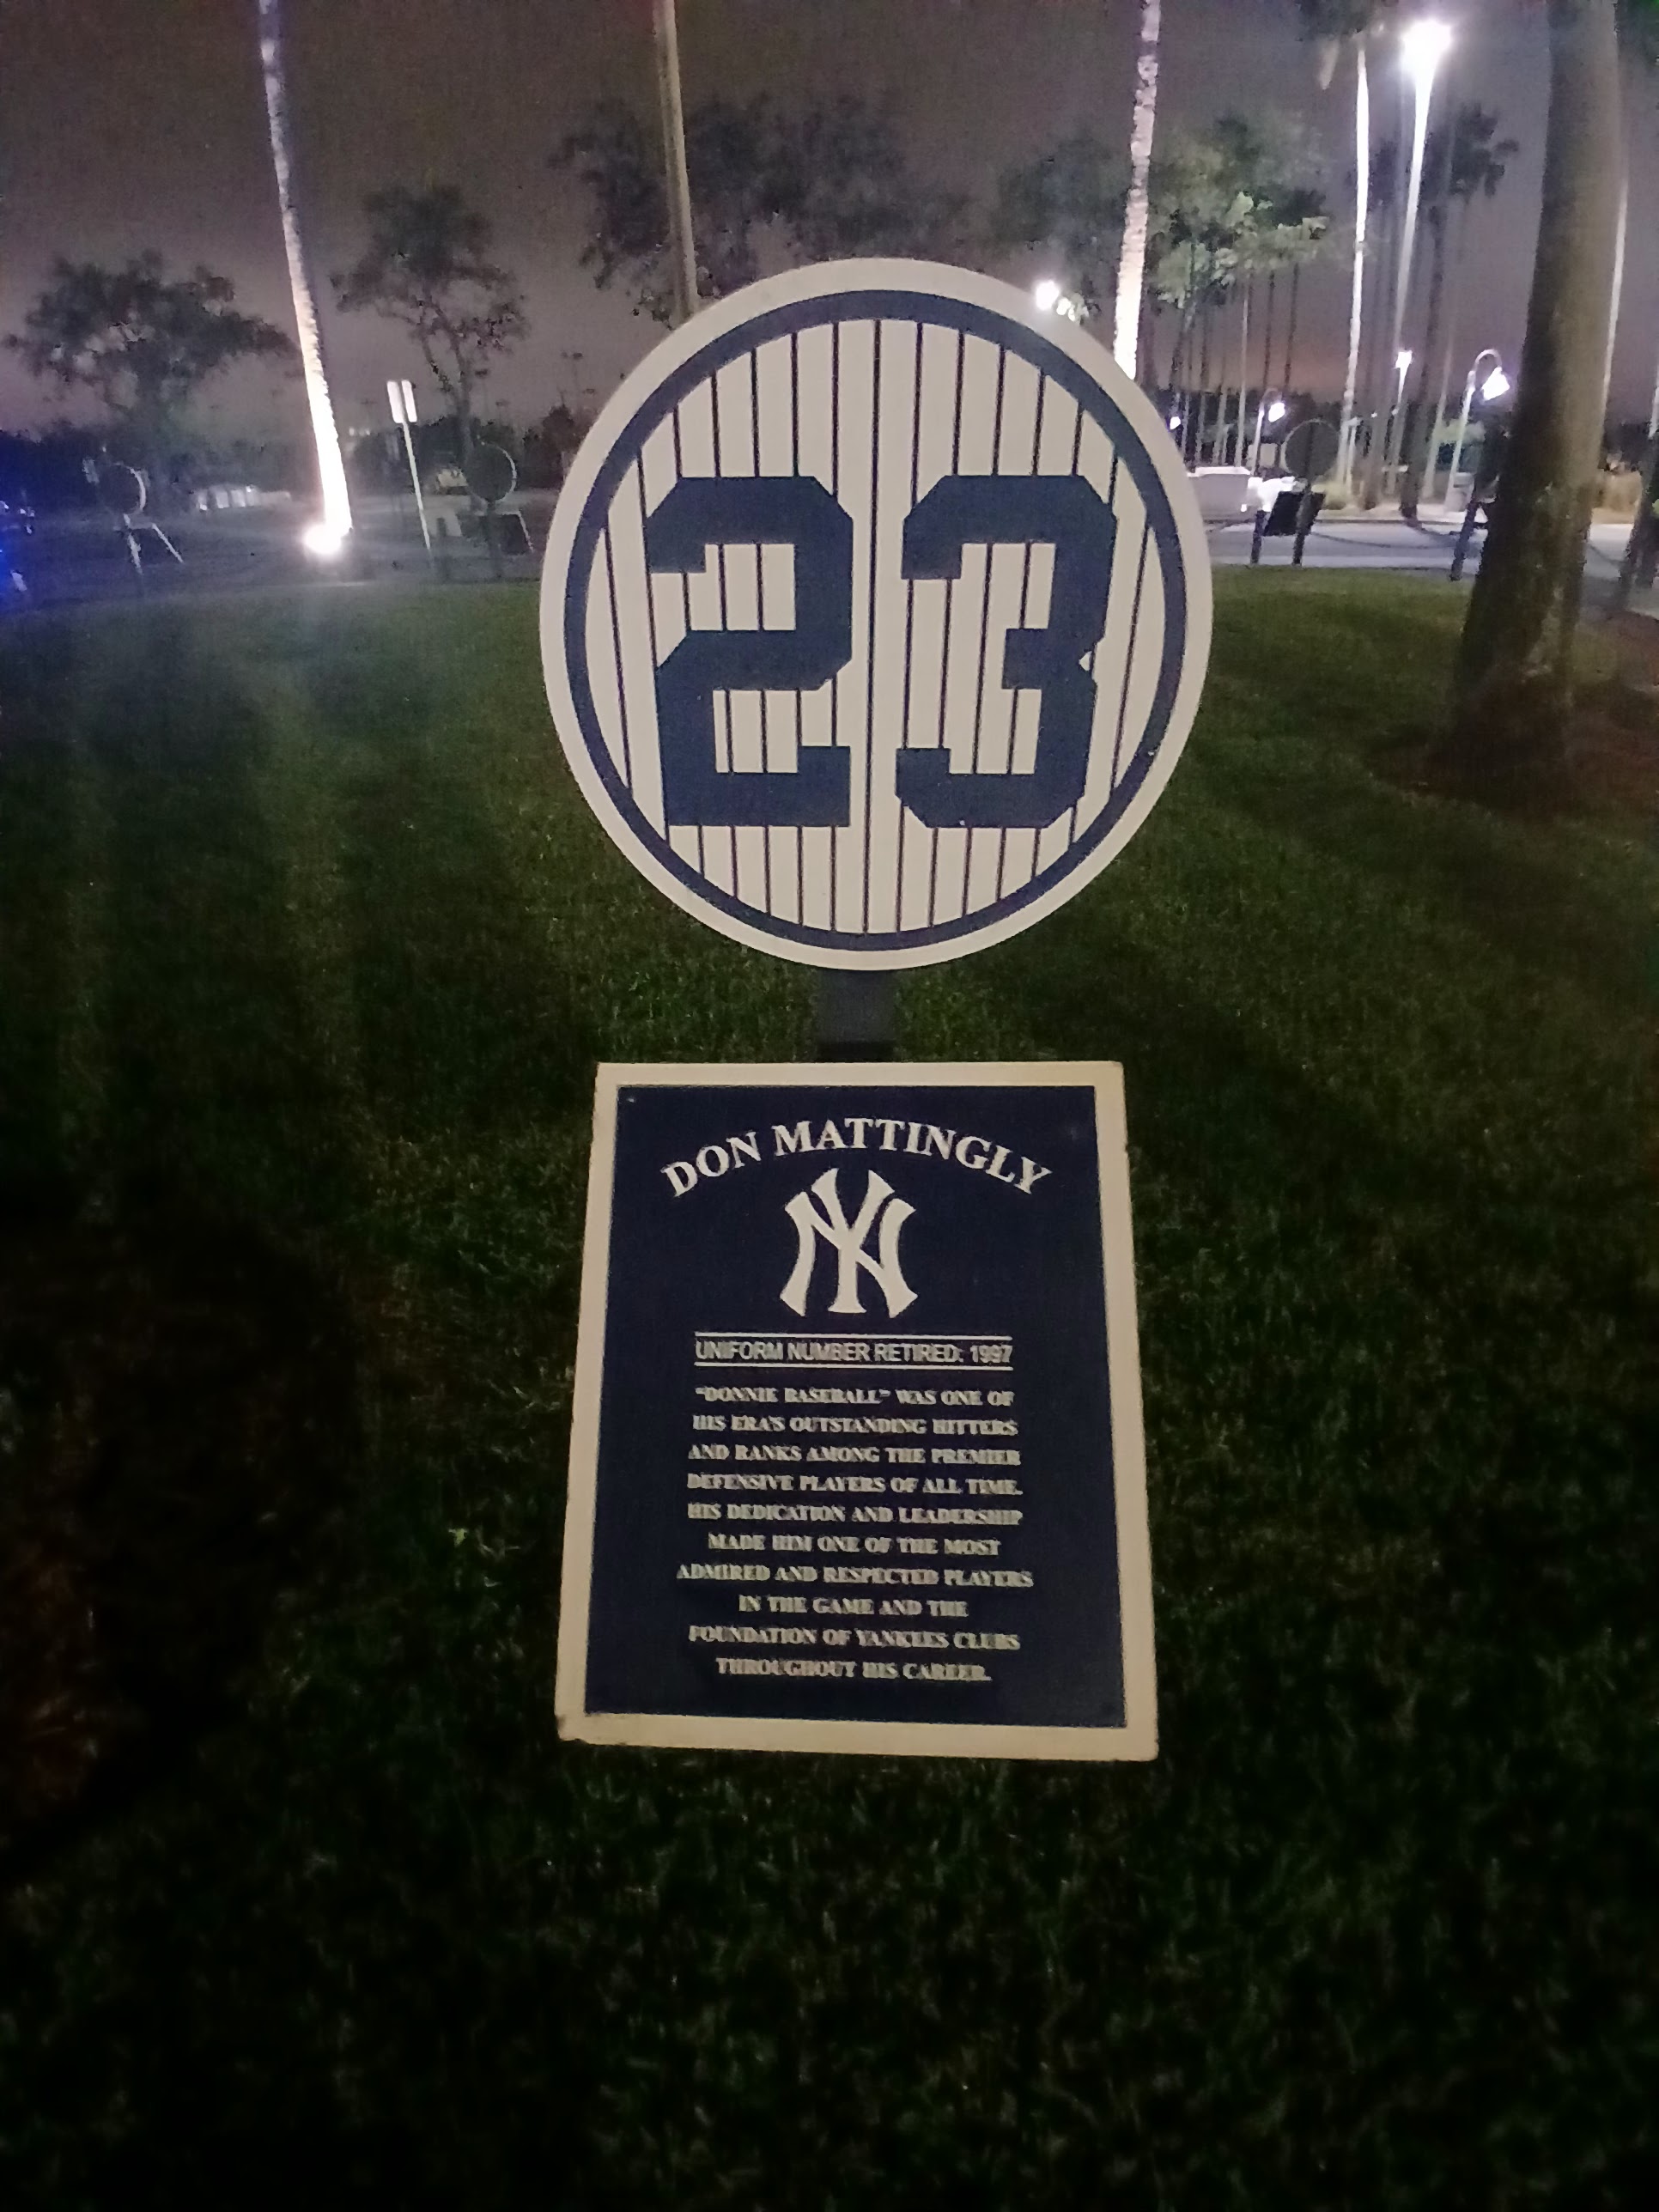 23
DON MATTINGLY
NY
UNIFORM NUMBER RETIRED: 1997
"DONNIE BASEBALL" WAS ONE OF
HIS ERA'S OUTSTANDING HITTERS
AND RANKS AMONG THE PREMIER
DEFENSIVE PLAYERS OF ALL TIME.
HIS DEDICATION AND LEADERSHIP
MADE HIM ONE OF THE MOST
ADMIRED AND RESPECTED PLAYERS
IN THE GAME AND THE
FOUNDATION OF YANKEES CLUBS
THROUGHOUT HIS CAREER.